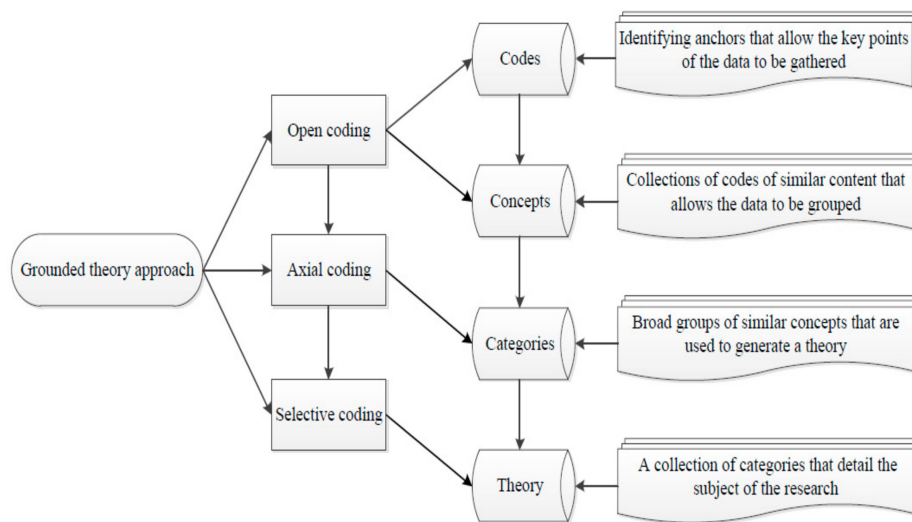 Grounded theory approach
Open coding
Axial coding
Selective coding
Codes
Concepts
Categories
Theory
Identifying anchors that allow the key points
of the data to be gathered
Collections of codes of similar content that
allows the data to be grouped
Broad groups of similar concepts that are
used to generate a theory
A collection of categories that detail the
subject of the research